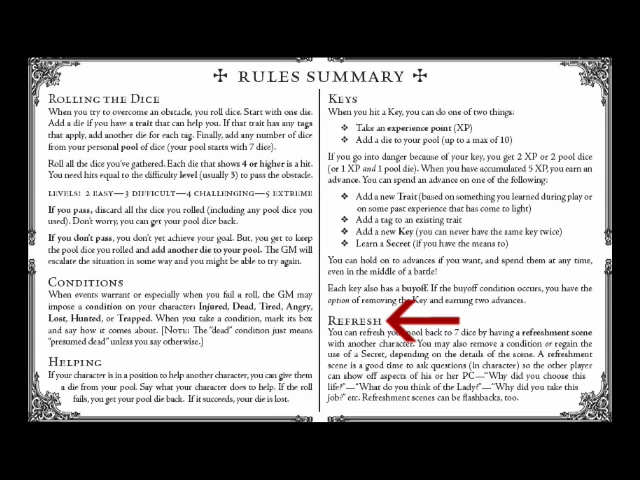 RULES SUMMARY
ROLLING THE DICE
When you try to overcome an obstacle, you roll dice. Start with one die.
Add a die if you have a trait that can help you. If that trait has any tags
that apply, add another die for each tag. Finally, add any number of dice
from your personal pool of dice (your pool starts with 7 dice).
Roll all the dice you've gathered. Each die that shows 4 or higher is a hit.
You need hits equal to the difficulty level (usually 3) to pass the obstacle.
LEVELS: 2 EASY—3 DIFFICULT—4 CHALLENGING—5 EXTREME
If you pass, discard all the dice you rolled (including any pool dice you
used). Don't worry, you can get your pool dice back.
If you don't pass, you don't yet achieve your goal. But, you get to keep
the pool dice you rolled and add another die to your pool. The GM will
escalate the situation in some way and you might be able to try again.
CONDITIONS
When events warrant or especially when you fail a roll, the GM may
impose a condition on your character: Injured, Dead, Tired, Angry,
Lost, Hunted, or Trapped. When you take a condition, mark its box
and say how it comes about. [NOTE: The "dead" condition just means
"presumed dead" unless you say otherwise.]
HELPING
If your character is in a position to help another character, you can give them
a die from your pool. Say what your character does to help. If the roll
fails, you get your pool die back. If it succeeds, your die is lost.
KEYS
When you hit a Key, you can do one of two things:
❖ Take an experience point (XP)
❖ Add a die to your pool (up to a max of 10)
If you go into danger because of your key, you get 2 XP or 2 pool dice
(or 1 XP and 1 pool die). When you have accumulated 5 XP, you earn an
advance. You can spend an advance on one of the following:
❖ Add a new Trait (based on something you learned during play or
on some past experience that has come to light)
❖ Add a tag to an existing trait
❖ Add a new Key (you can never have the same key twice)
❖ Learn a Secret (if you have the means to)
You can hold on to advances if you want, and spend them at any time,
even in the middle of a battle!
Each key also has a buyoff. If the buyoff condition occurs, you have the
option of removing the Key and earning two advances.
REFRESH
You can refresh your pool back to 7 dice by having a refreshment scene
with another character. You may also remove a condition or regain the
use of a Secret, depending on the details of the scene. A refreshment
scene is a good time to ask questions (in character) so the other player
can show off aspects of his or her PC—"Why did you choose this
life?"—"What do you think of the Lady?"—"Why did you take this
job?" etc. Refreshment scenes can be flashbacks, too.